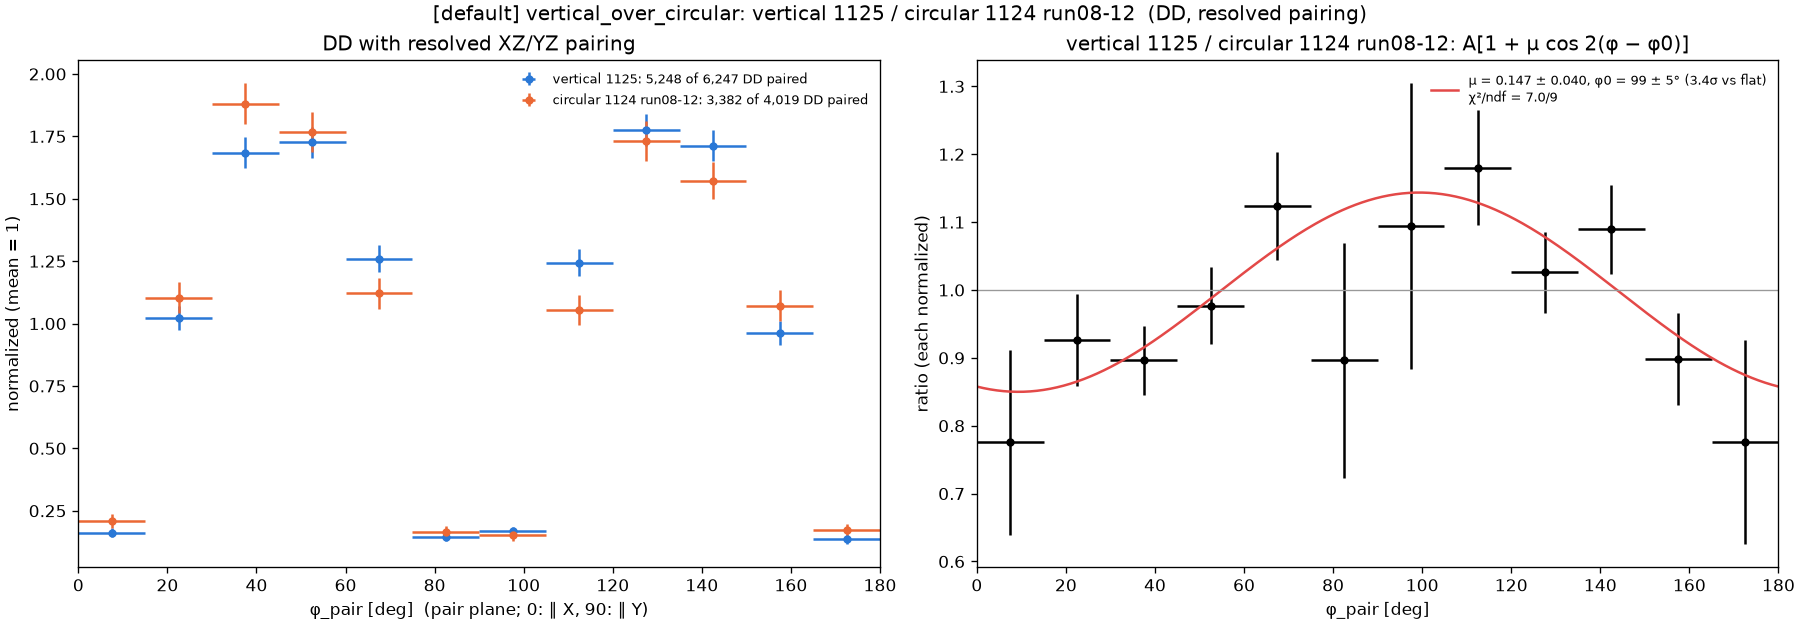 [default] vertical_over_circular: vertical 1125 / circular 1124 run08-12  (DD, resolved pairing)
DD with resolved XZ/YZ pairing
normalized (mean = 1)
2.00
1.75
1.50
1.25
1.00
0.75
0.50
0.25
vertical 1125: 5,248 of 6,247 DD paired
circular 1124 run08-12: 3,382 of 4,019 DD paired
0 20 40 60 80 100 120 140 160 180
φ_pair [deg]  (pair plane; 0: ∥ X, 90: ∥ Y)
vertical 1125 / circular 1124 run08-12: A[1 + μ cos 2(φ − φ0)]
ratio (each normalized)
1.3
1.2
1.1
1.0
0.9
0.8
0.7
0.6
μ = 0.147 ± 0.040, φ0 = 99 ± 5° (3.4σ vs flat)
χ²/ndf = 7.0/9
0 20 40 60 80 100 120 140 160 180
φ_pair [deg]